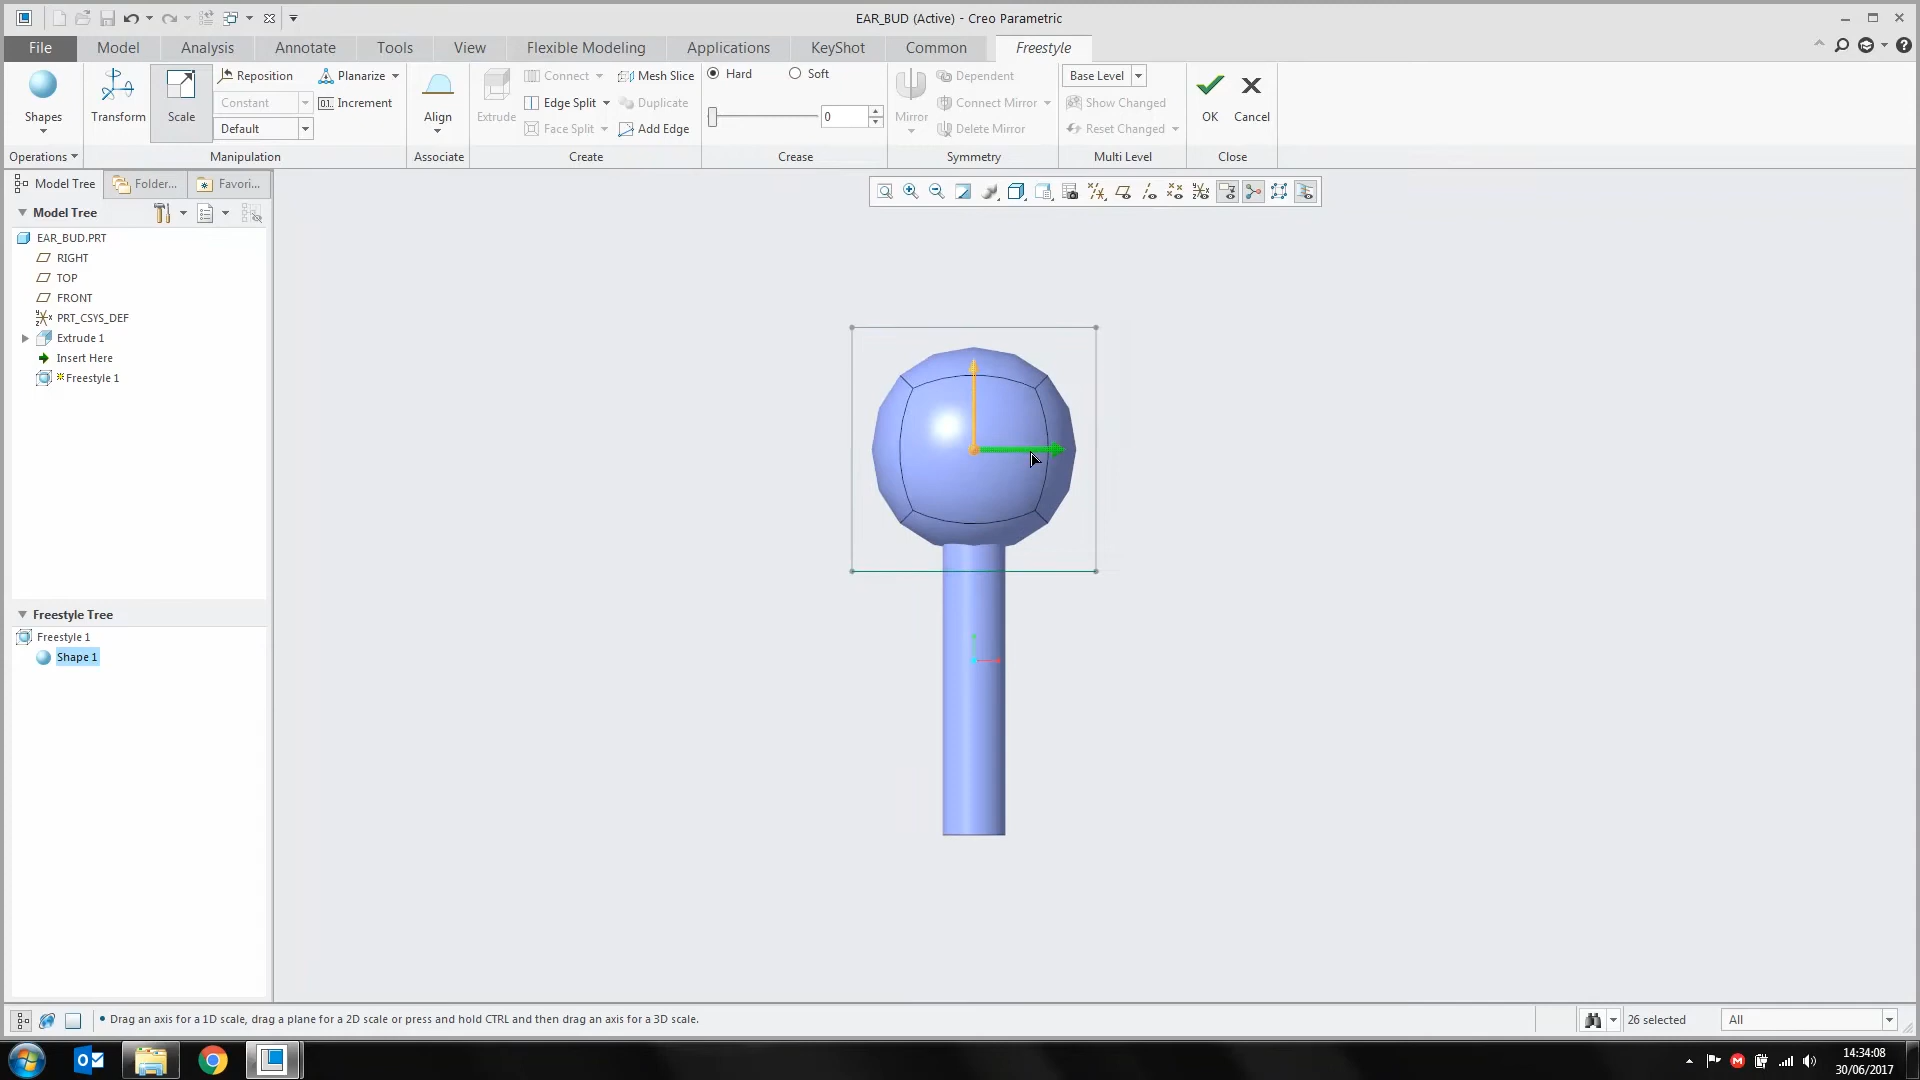 EAR_BUD (Active) - Creo Parametric
File Model Analysis Annotate Tools View Flexible Modeling Applications KeyShot Common Freestyle
Shapes
Transform
Scale
Reposition
Constant
Default
Planarize
Increment
Align
Extrude
Connect
Edge Split
Face Split
Mesh Slice
Duplicate
Add Edge
Hard Soft
0
Mirror
Dependent
Connect Mirror
Delete Mirror
Base Level
Show Changed
Reset Changed
OK
Cancel
Operations Manipulation Associate Create Crease Symmetry Multi Level Close
Model Tree Folder... Favori...
Model Tree
EAR_BUD.PRT
RIGHT
TOP
FRONT
PRT_CSYS_DEF
Extrude 1
Insert Here
Freestyle 1
Freestyle Tree
Freestyle 1
Shape 1
Drag an axis for a 1D scale, drag a plane for a 2D scale or press and hold CTRL and then drag an axis for a 3D scale.
26 selected
All
14:34:08
30/06/2017